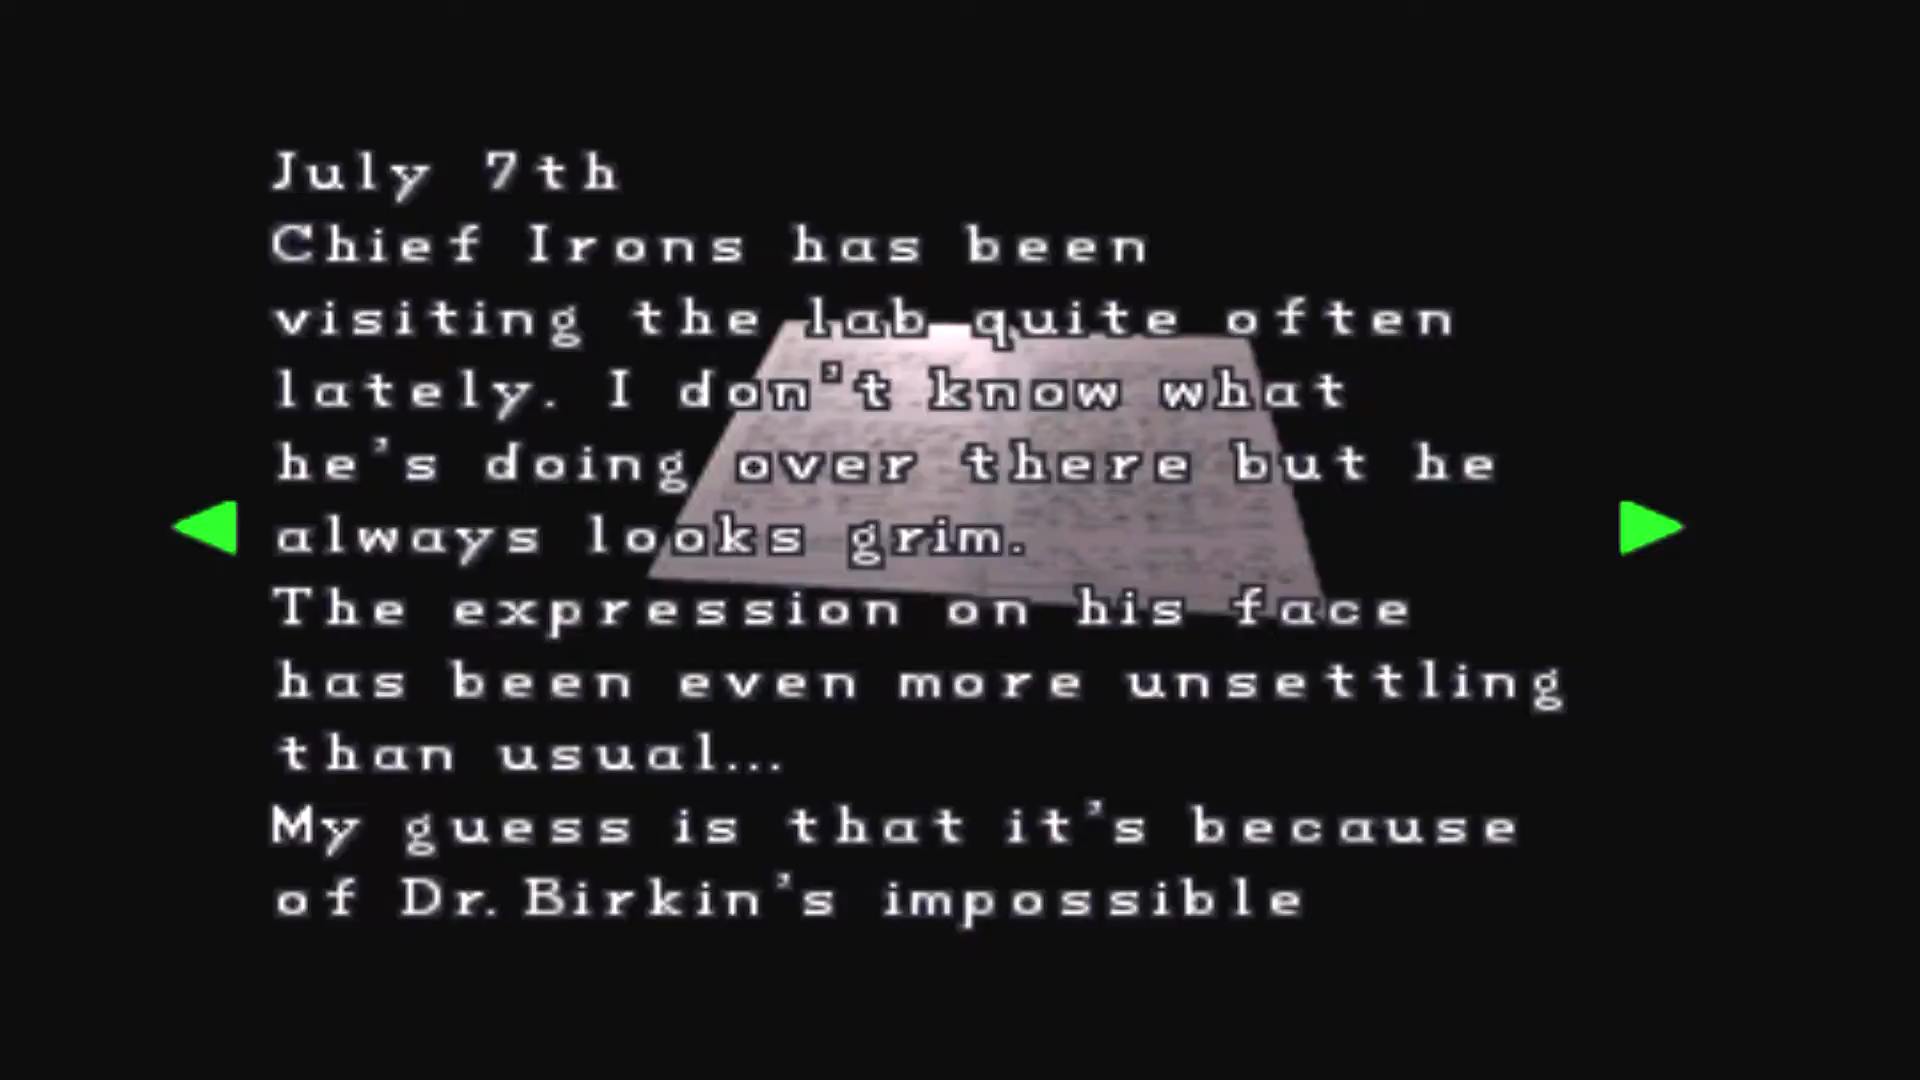 July 7th
Chief Irons has been
visiting the lab quite often
lately. I don't know what
he's doing over there but he
always looks grim.
The expression on his face
has been even more unsettling
than usual...
My guess is that it's because
of Dr. Birkin's impossible